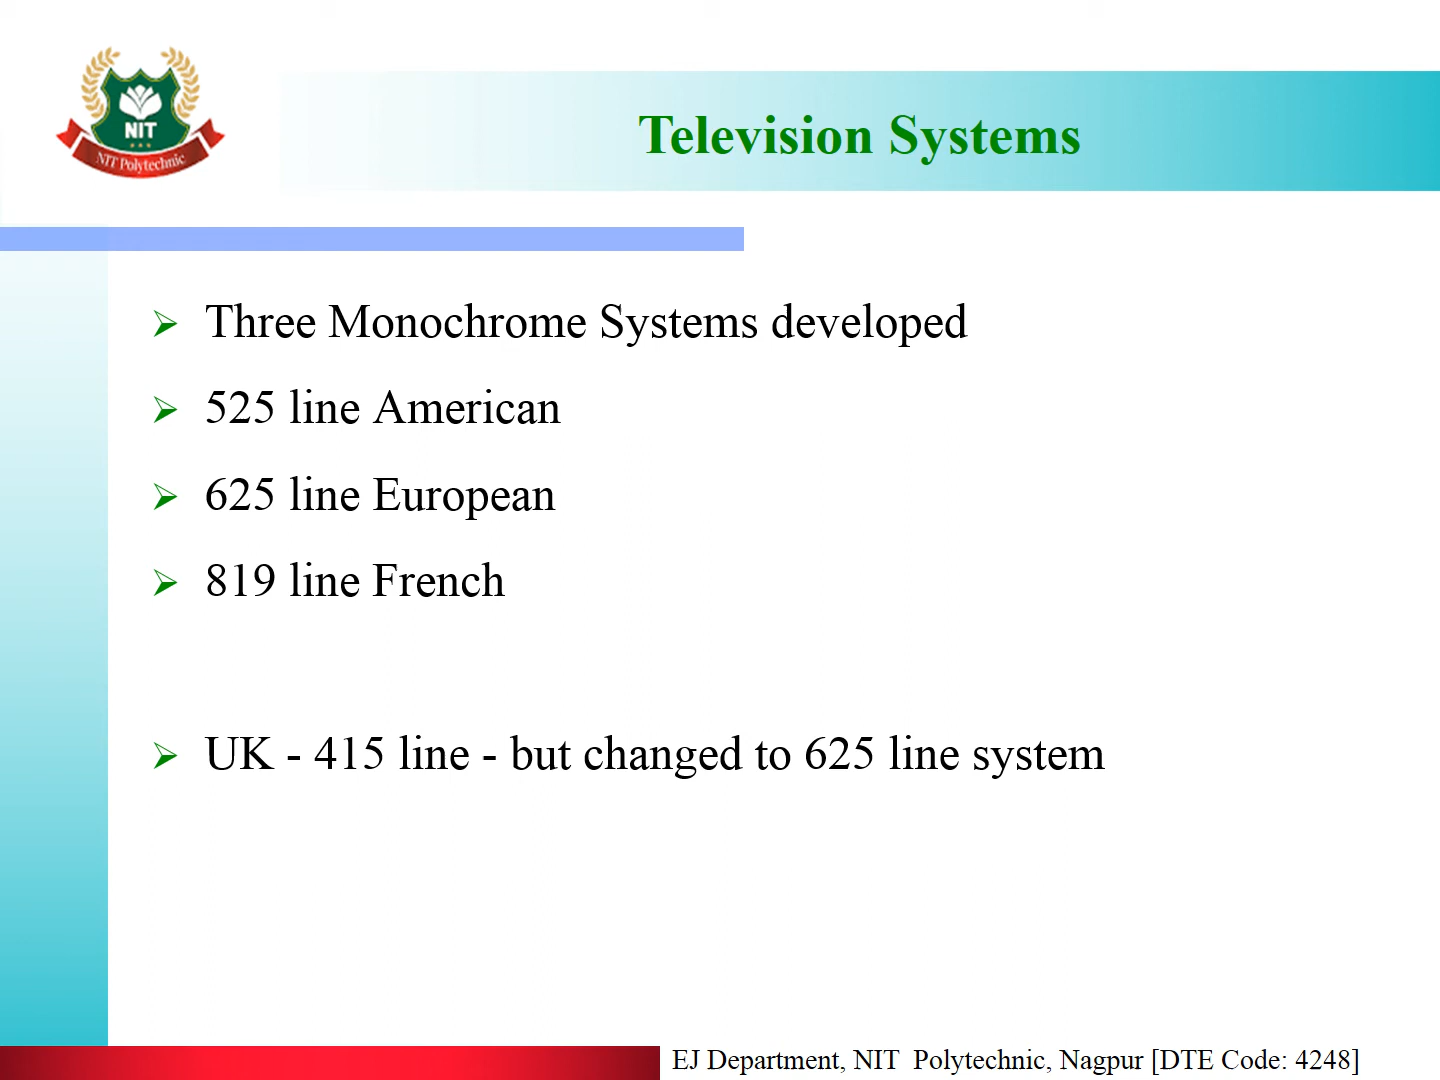 NIT
NIT Polytechnic
Television Systems
Three Monochrome Systems developed
525 line American
625 line European
819 line French
UK - 415 line - but changed to 625 line system
EJ Department, NIT Polytechnic, Nagpur [DTE Code: 4248]